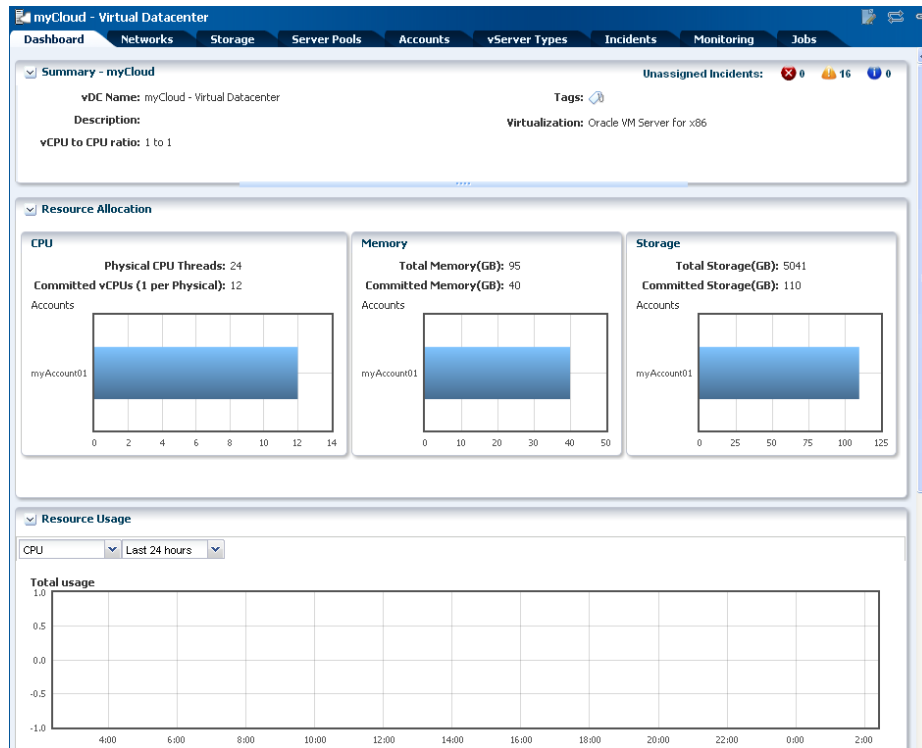 myCloud - Virtual Datacenter
Dashboard Networks Storage Server Pools Accounts vServer Types Incidents Monitoring Jobs
Summary - myCloud Unassigned Incidents: 0 16 0
vDC Name: myCloud - Virtual Datacenter Tags:
Description: Virtualization: Oracle VM Server for x86
vCPU to CPU ratio: 1 to 1
Resource Allocation
CPU
Physical CPU Threads: 24
Committed vCPUs (1 per Physical): 12
Accounts
myAccount01
0 2 4 6 8 10 12 14
Memory
Total Memory(GB): 95
Committed Memory(GB): 40
Accounts
myAccount01
0 10 20 30 40 50
Storage
Total Storage(GB): 5041
Committed Storage(GB): 110
Accounts
myAccount01
0 25 50 75 100 125
Resource Usage
CPU Last 24 hours
Total usage
1.0
0.5
0.0
-0.5
-1.0
4:00 6:00 8:00 10:00 12:00 14:00 16:00 18:00 20:00 22:00 0:00 2:00